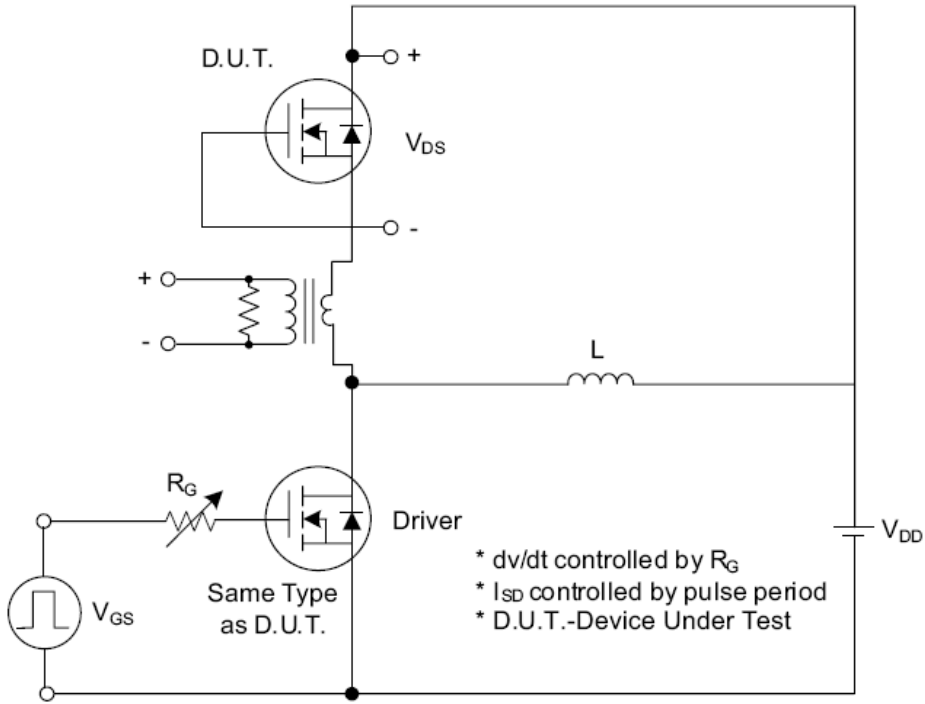 D.U.T.
+
VDS
-
+
-
L
RG
Driver
VDD
VGS
Same Type
as D.U.T.
* dv/dt controlled by RG
* ISD controlled by pulse period
* D.U.T.-Device Under Test